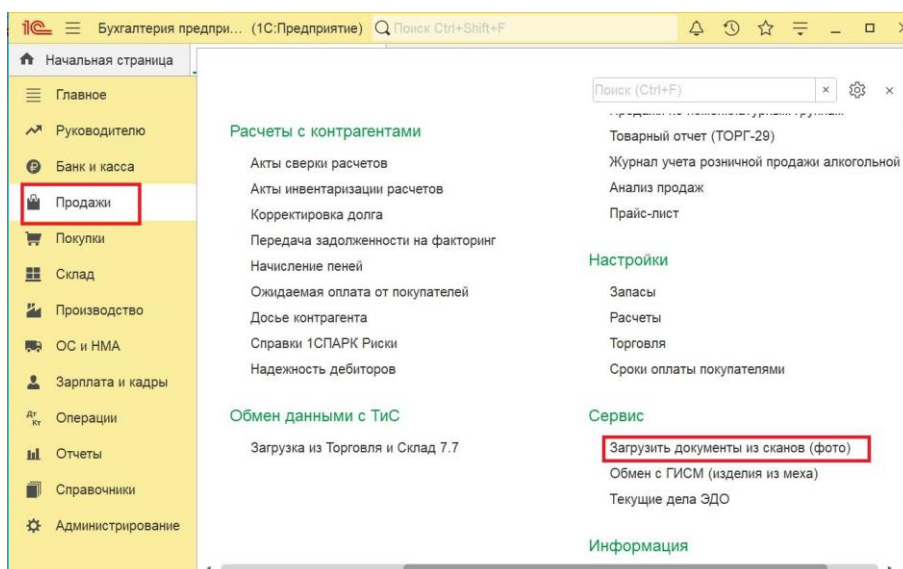 1С Бухгалтерия предпри... (1С:Предприятие) Поиск Ctrl+Shift+F
Начальная страница
Главное
Руководителю
Банк и касса
Продажи
Покупки
Склад
Производство
ОС и НМА
Зарплата и кадры
Дт Кт Операции
Отчеты
Справочники
Администрирование
Расчеты с контрагентами
Акты сверки расчетов
Акты инвентаризации расчетов
Корректировка долга
Передача задолженности на факторинг
Начисление пеней
Ожидаемая оплата от покупателей
Досье контрагента
Справки 1СПАРК Риски
Надежность дебиторов
Обмен данными с ТиС
Загрузка из Торговля и Склад 7.7
Поиск (Ctrl+F)
Товарный отчет (ТОРГ-29)
Журнал учета розничной продажи алкогольной
Анализ продаж
Прайс-лист
Настройки
Запасы
Расчеты
Торговля
Сроки оплаты покупателями
Сервис
Загрузить документы из сканов (фото)
Обмен с ГИСМ (изделия из меха)
Текущие дела ЭДО
Информация